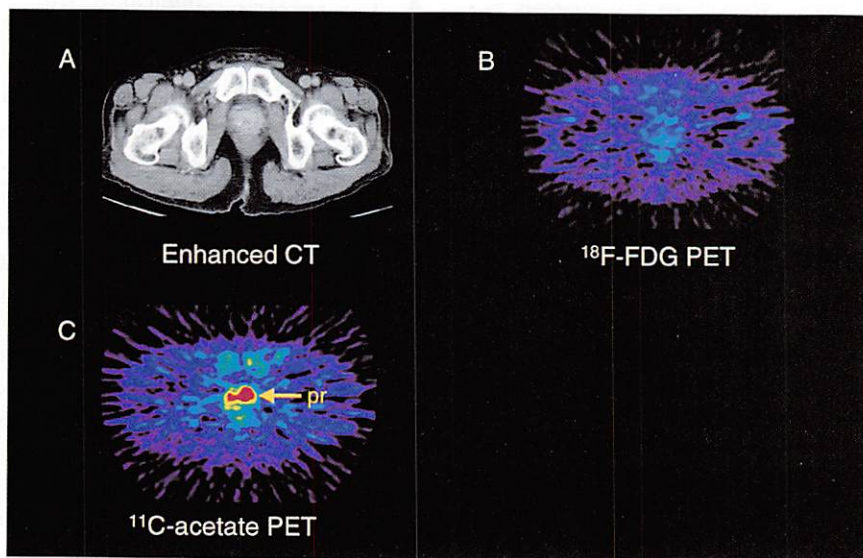 A
B
Enhanced CT
¹⁸F-FDG PET
C
pr
¹¹C-acetate PET